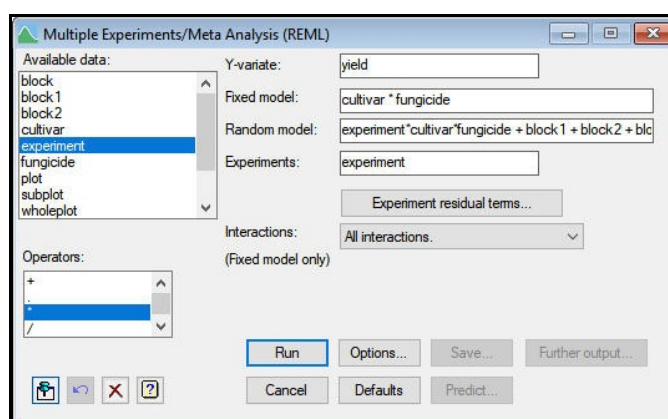 Multiple Experiments/Meta Analysis (REML)
Available data:
block
block1
block2
cultivar
experiment
fungicide
plot
subplot
wholeplot
Y-variate: yield
Fixed model: cultivar * fungicide
Random model: experiment*cultivar*fungicide + block1 + block2 + blo
Experiments: experiment
Experiment residual terms...
Interactions: All interactions.
(Fixed model only)
Operators:
+
.
*
/
Run Options... Save... Further output...
Cancel Defaults Predict...